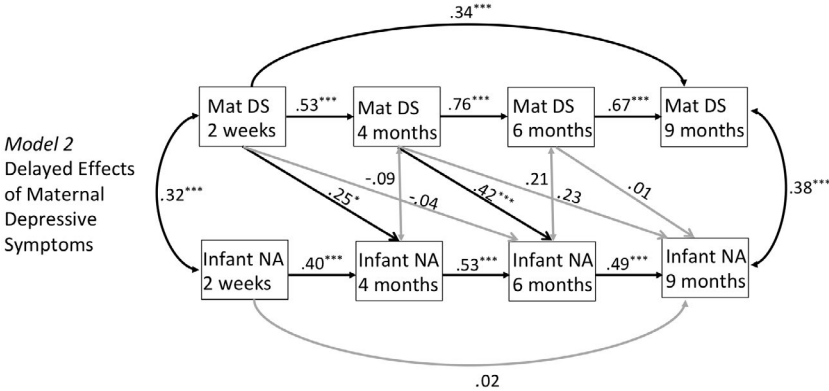 .34***
Mat DS
2 weeks
.53***
Mat DS
4 months
.76***
Mat DS
6 months
.67***
Mat DS
9 months
Model 2
Delayed Effects
of Maternal
Depressive
Symptoms
.32***
.25*
-.09
-.04
.42***
.21
.23
.01
.38***
Infant NA
2 weeks
.40***
Infant NA
4 months
.53***
Infant NA
6 months
.49***
Infant NA
9 months
.02